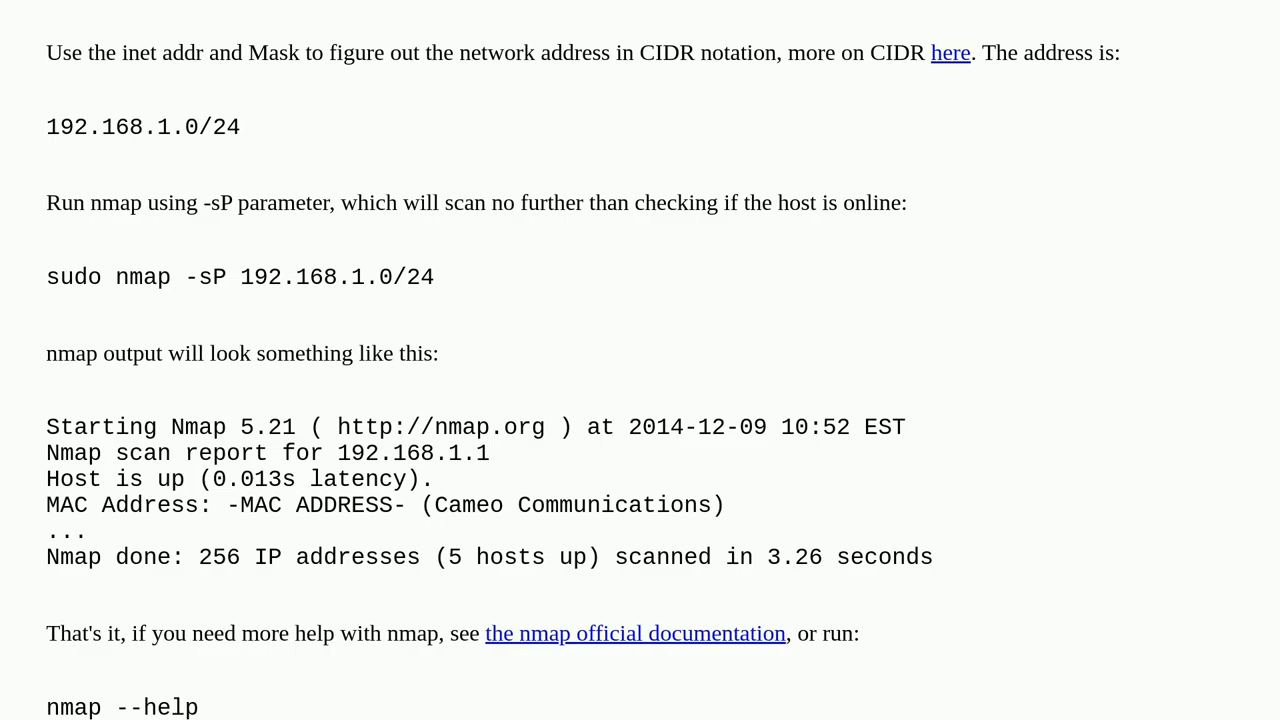 Use the inet addr and Mask to figure out the network address in CIDR notation, more on CIDR here. The address is:
192.168.1.0/24
Run nmap using -sP parameter, which will scan no further than checking if the host is online:
sudo nmap -sP 192.168.1.0/24
nmap output will look something like this:
Starting Nmap 5.21 ( http://nmap.org ) at 2014-12-09 10:52 EST
Nmap scan report for 192.168.1.1
Host is up (0.013s latency).
MAC Address: -MAC ADDRESS- (Cameo Communications)
...
Nmap done: 256 IP addresses (5 hosts up) scanned in 3.26 seconds
That's it, if you need more help with nmap, see the nmap official documentation, or run:
nmap --help